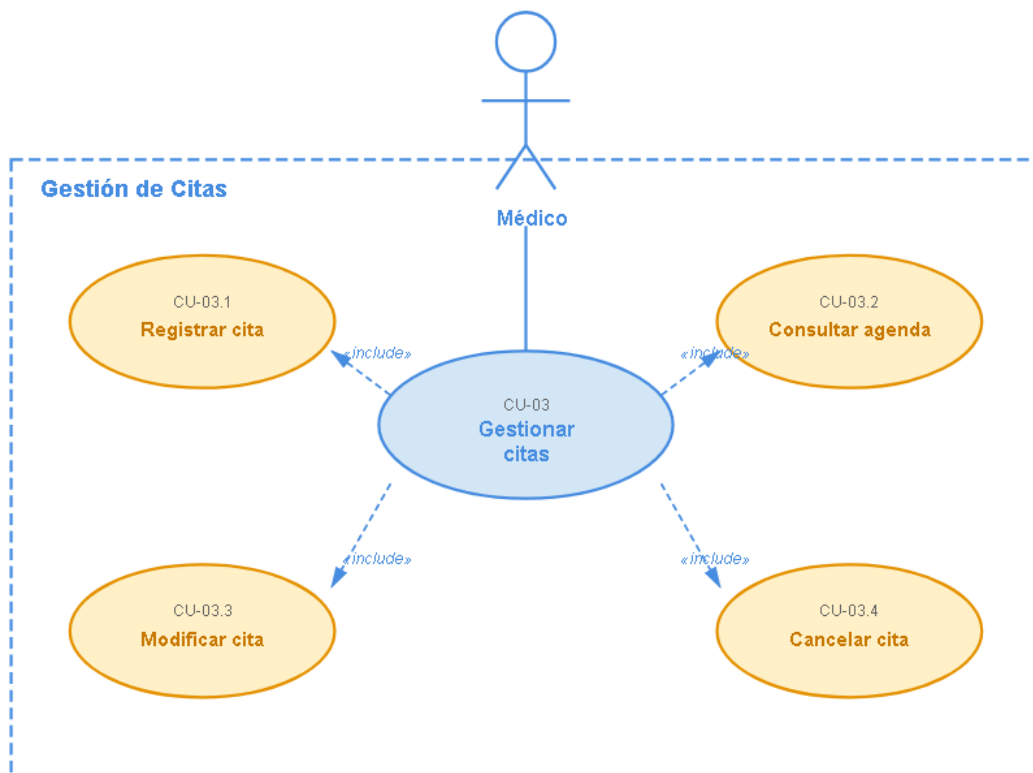 Gestión de Citas
Médico
CU-03.1
Registrar cita
CU-03.2
Consultar agenda
«include»
«include»
CU-03
Gestionar
citas
«include»
«include»
CU-03.3
Modificar cita
CU-03.4
Cancelar cita